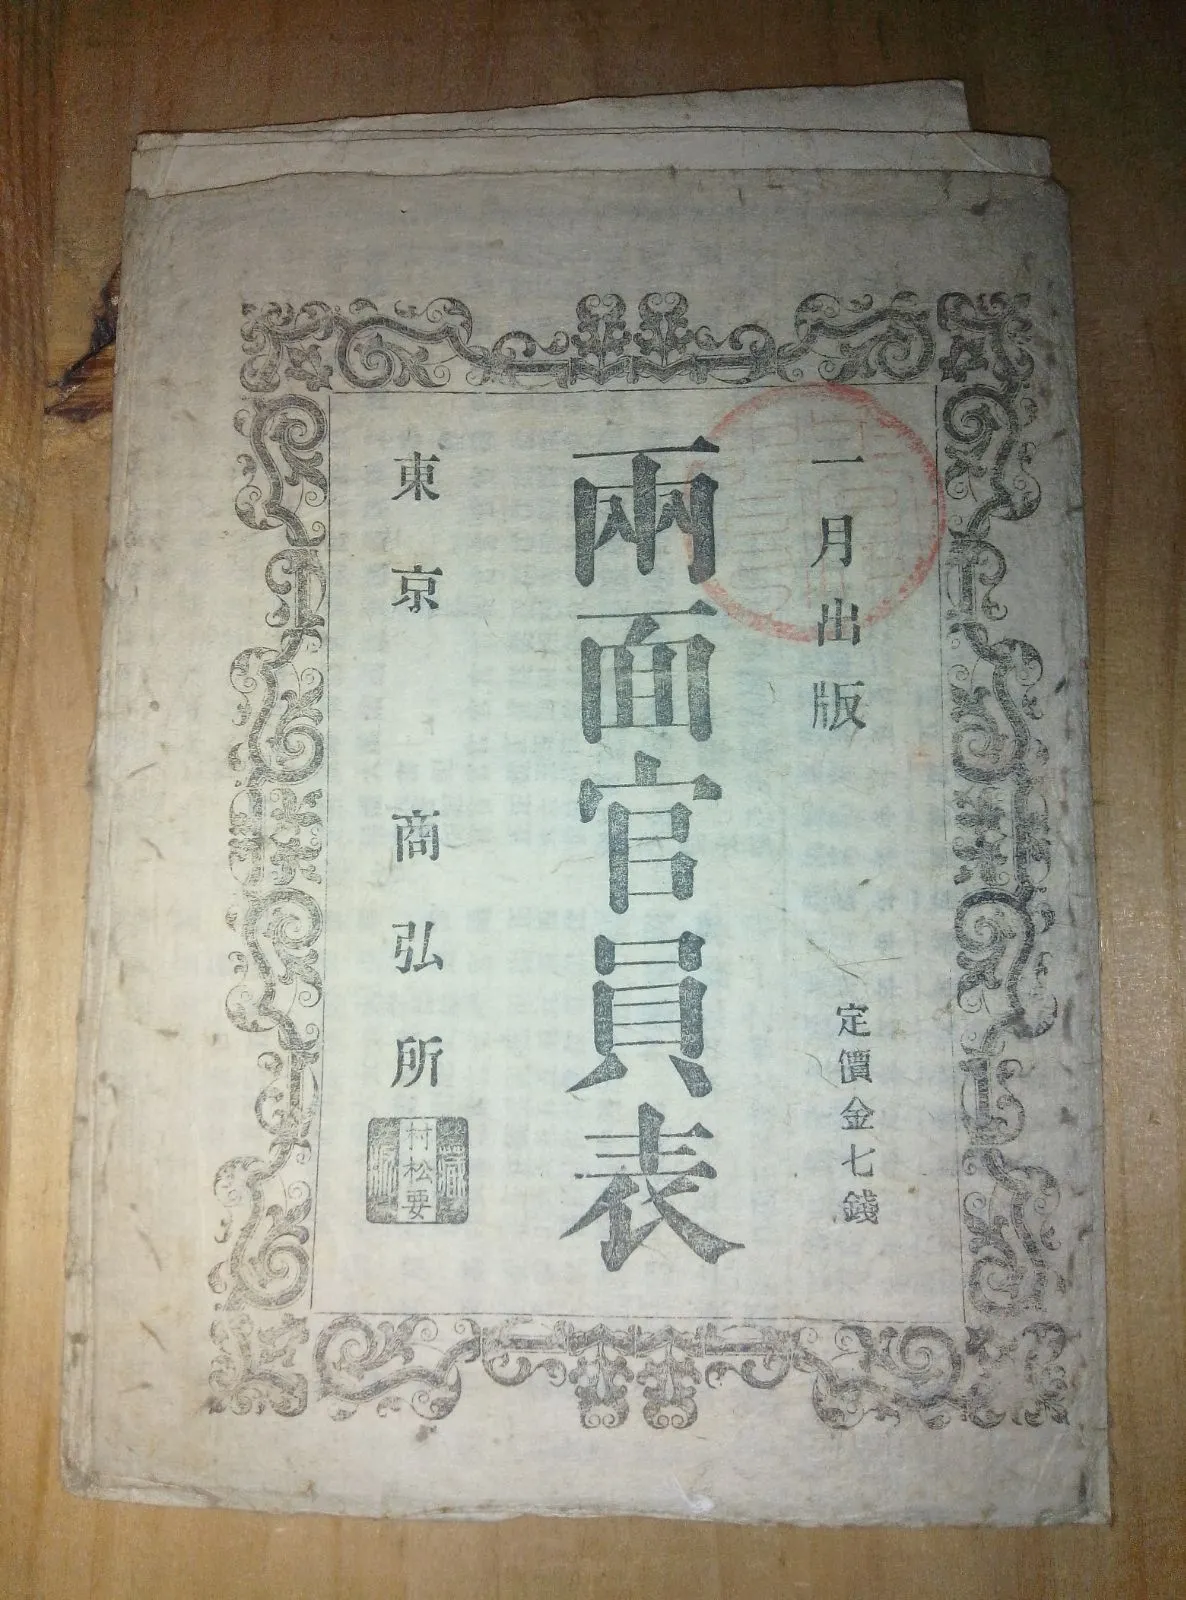 一月出版
定價金七錢
兩面官員表
東京 商弘所
村松要